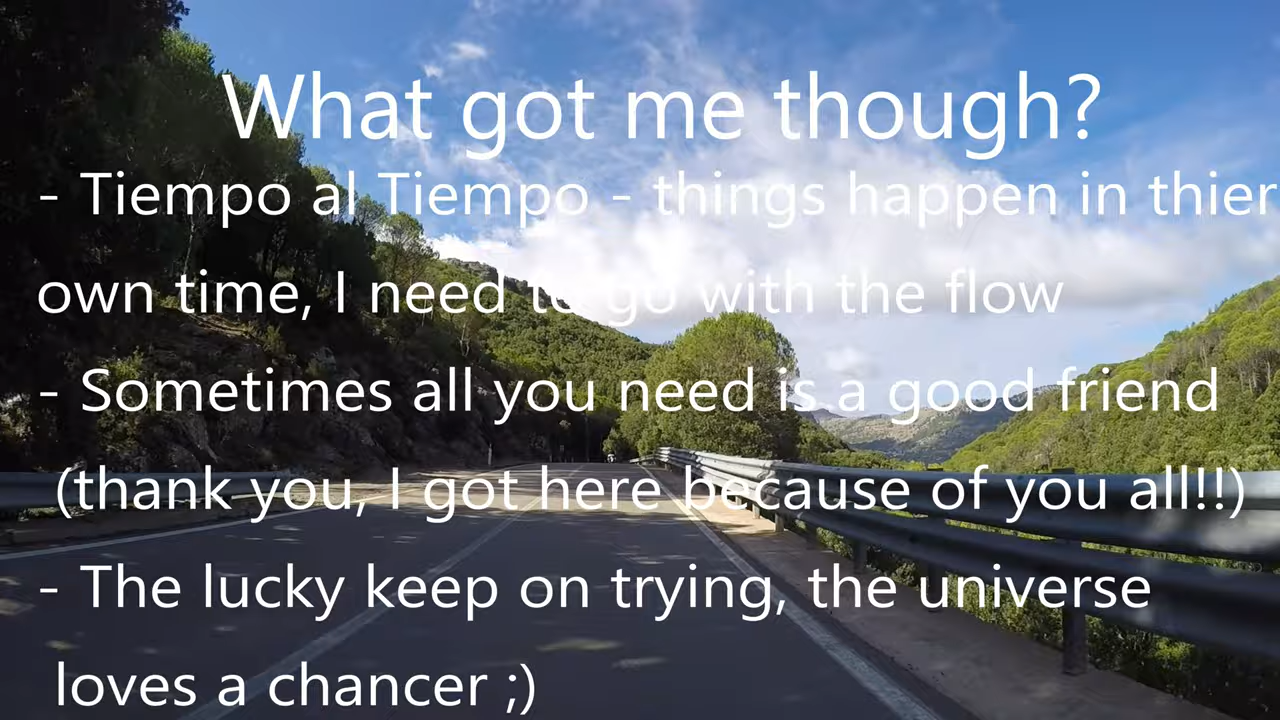 What got me though?
- Tiempo al Tiempo - things happen in thier
own time, I need to go with the flow
- Sometimes all you need is a good friend
(thank you, I got here because of you all!!)
- The lucky keep on trying, the universe
loves a chancer ;)